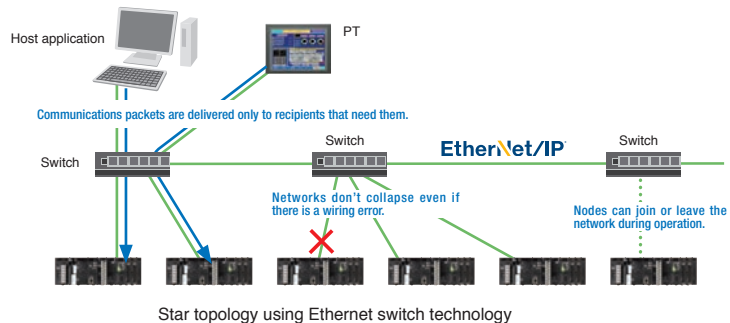 Host application
PT
Communications packets are delivered only to recipients that need them.
Switch
Switch
EtherNet/IP
Switch
Networks don't collapse even if
there is a wiring error.
Nodes can join or leave the
network during operation.
Star topology using Ethernet switch technology